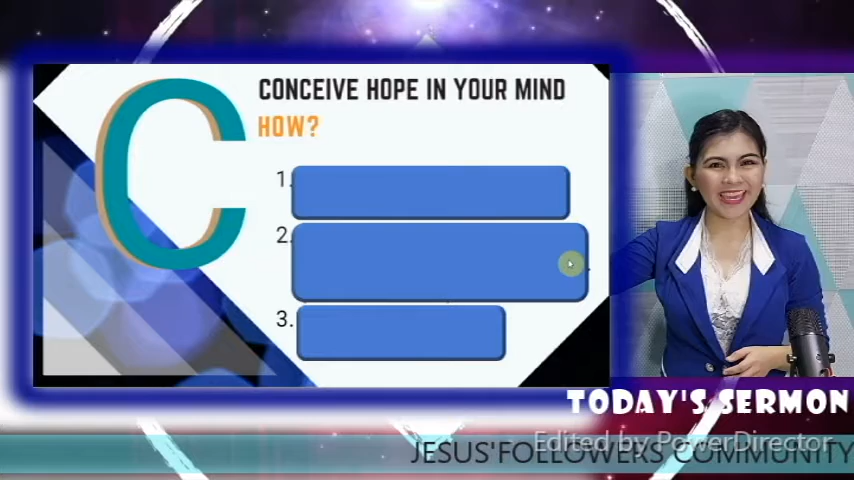 C
CONCEIVE HOPE IN YOUR MIND
HOW?
1.
2.
3.
TODAY'S SERMON
Edited by PowerDirector
JESUS'FOLLOWERS COMMUNITY